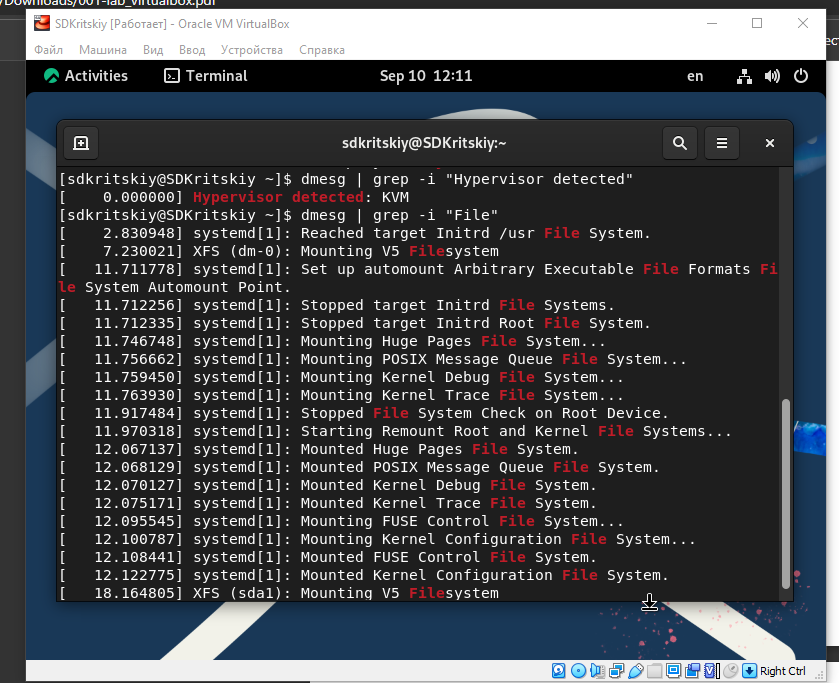 /Downloads/001-lab_virtualbox.pdf
SDKritskiy [Работает] - Oracle VM VirtualBox
Файл Машина Вид Ввод Устройства Справка
Activities Terminal Sep 10 12:11 en
sdkritskiy@SDKritskiy:~
[sdkritskiy@SDKritskiy ~]$ dmesg | grep -i "Hypervisor detected"
[    0.000000] Hypervisor detected: KVM
[sdkritskiy@SDKritskiy ~]$ dmesg | grep -i "File"
[    2.830948] systemd[1]: Reached target Initrd /usr File System.
[    7.230021] XFS (dm-0): Mounting V5 Filesystem
[   11.711778] systemd[1]: Set up automount Arbitrary Executable File Formats Fi
le System Automount Point.
[   11.712256] systemd[1]: Stopped target Initrd File Systems.
[   11.712335] systemd[1]: Stopped target Initrd Root File System.
[   11.746748] systemd[1]: Mounting Huge Pages File System...
[   11.756662] systemd[1]: Mounting POSIX Message Queue File System...
[   11.759450] systemd[1]: Mounting Kernel Debug File System...
[   11.763930] systemd[1]: Mounting Kernel Trace File System...
[   11.917484] systemd[1]: Stopped File System Check on Root Device.
[   11.970318] systemd[1]: Starting Remount Root and Kernel File Systems...
[   12.067137] systemd[1]: Mounted Huge Pages File System.
[   12.068129] systemd[1]: Mounted POSIX Message Queue File System.
[   12.070127] systemd[1]: Mounted Kernel Debug File System.
[   12.075171] systemd[1]: Mounted Kernel Trace File System.
[   12.095545] systemd[1]: Mounting FUSE Control File System...
[   12.100787] systemd[1]: Mounting Kernel Configuration File System...
[   12.108441] systemd[1]: Mounted FUSE Control File System.
[   12.122775] systemd[1]: Mounted Kernel Configuration File System.
[   18.164805] XFS (sda1): Mounting V5 Filesystem
Right Ctrl